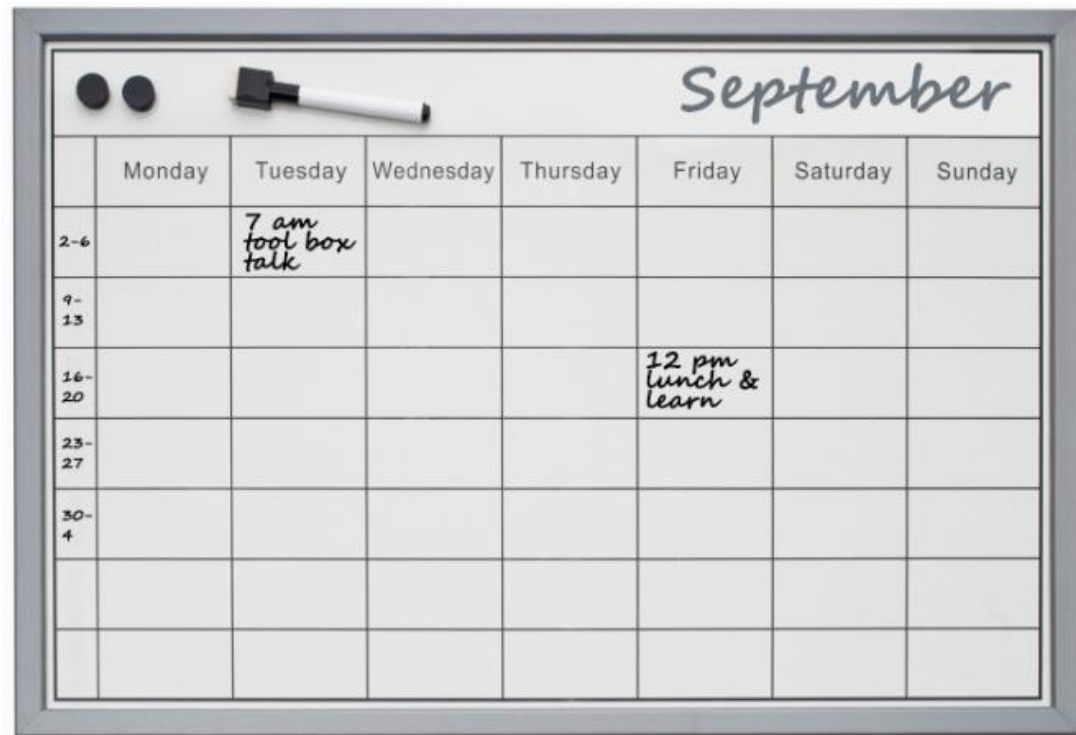 September
Monday Tuesday Wednesday Thursday Friday Saturday Sunday
2-6
7 am
tool box
talk
9-
13
16-
20
12 pm
lunch &
learn
23-
27
30-
4